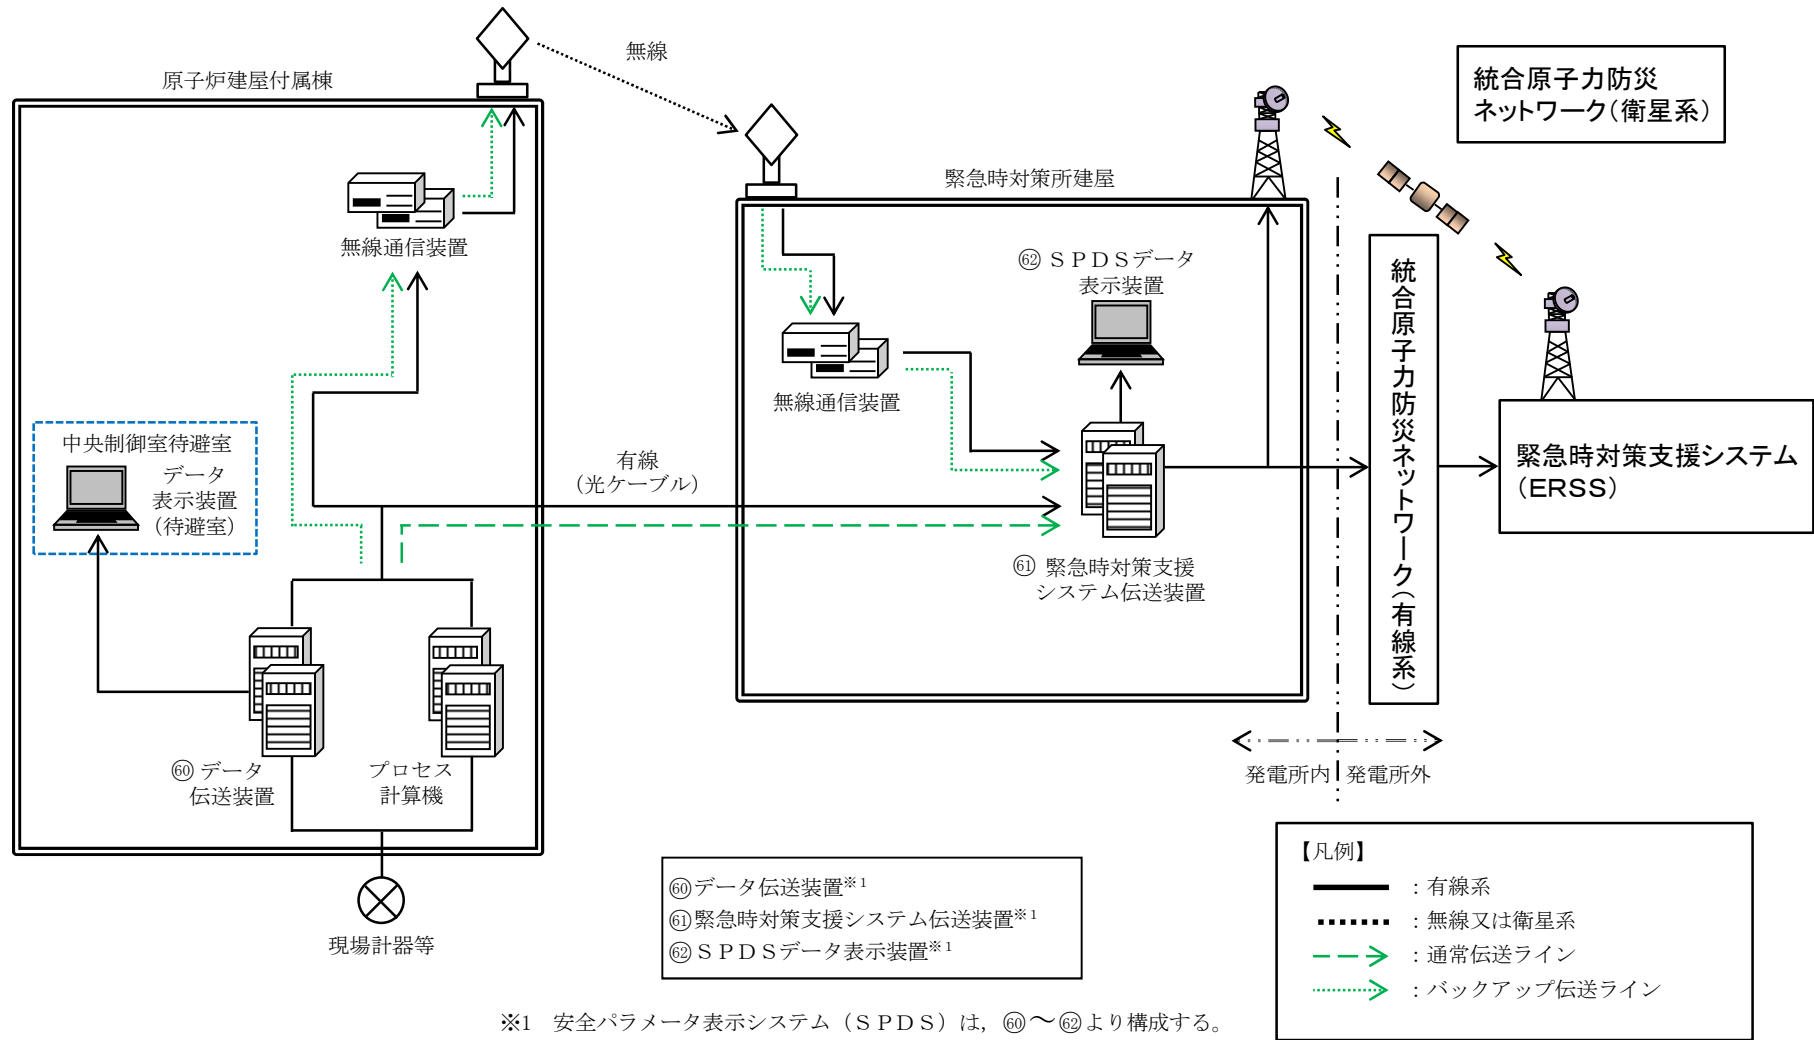 原子炉建屋付属棟
無線
統合原子力防災
ネットワーク（衛星系）
緊急時対策所建屋
無線通信装置
㊷ ＳＰＤＳデータ
表示装置
無線通信装置
中央制御室待避室
データ
表示装置
（待避室）
有線
（光ケーブル）
統合原子力防災ネットワーク（有線系）
緊急時対策支援システム
（ERSS）
61 緊急時対策支援
システム伝送装置
60 データ
伝送装置
プロセス
計算機
発電所内
発電所外
現場計器等
60データ伝送装置※1
61緊急時対策支援システム伝送装置※1
62ＳＰＤＳデータ表示装置※1
【凡例】
：有線系
：無線又は衛星系
：通常伝送ライン
：バックアップ伝送ライン
※1　安全パラメータ表示システム（ＳＰＤＳ）は，60～62より構成する。